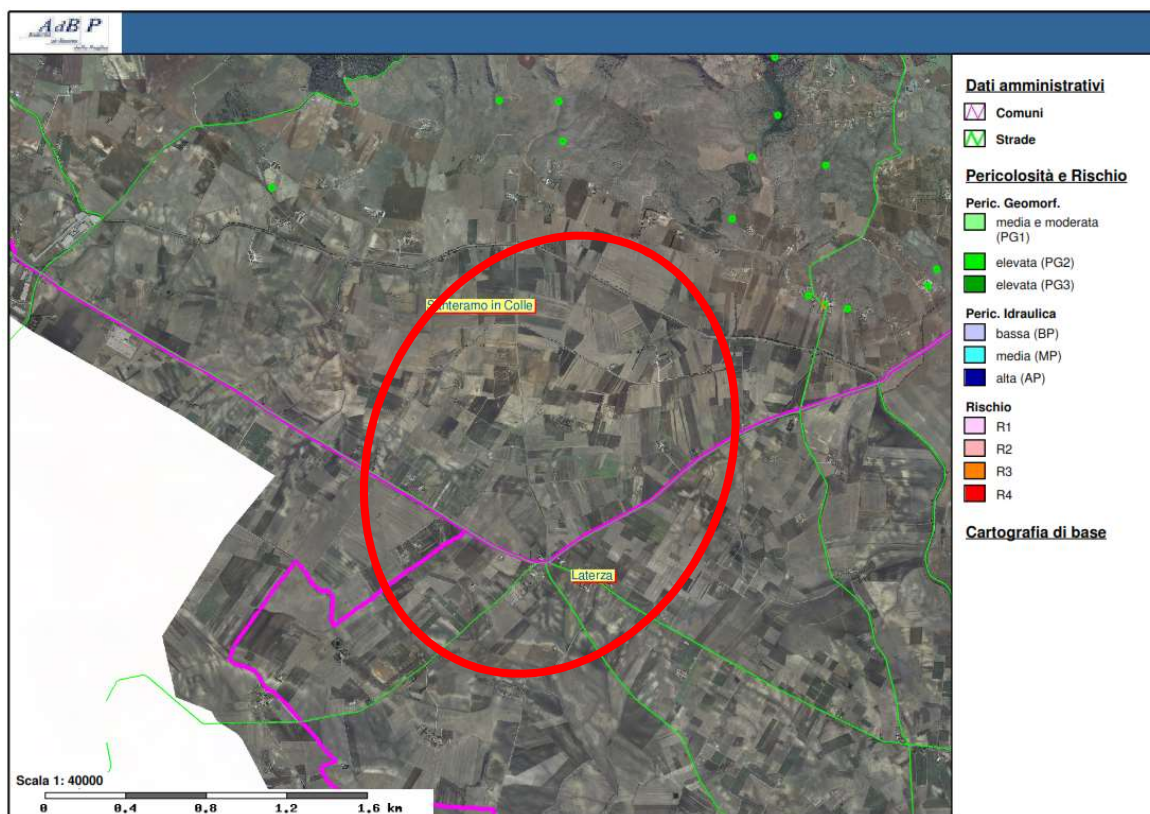 AdB P
Dati amministrativi
Comuni
Strade
Pericolosità e Rischio
Peric. Geomorf.
media e moderata
(PG1)
elevata (PG2)
elevata (PG3)
Peric. Idraulica
bassa (BP)
media (MP)
alta (AP)
Rischio
R1
R2
R3
R4
Cartografia di base
Santeramo in Colle
Laterza
Scala 1: 40000
0 0.4 0.8 1.2 1.6 km